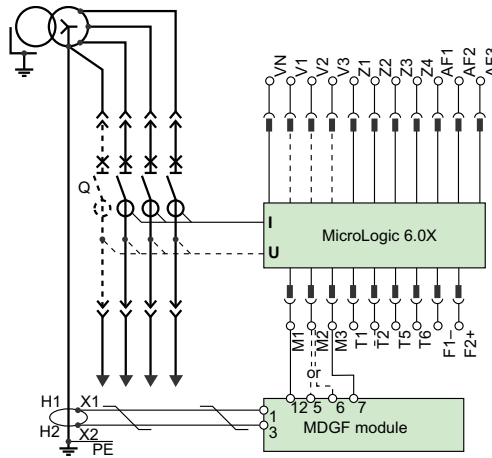 VN V1 V2 V3 Z1 Z2 Z3 Z4 AF1 AF2 AF3
Q
I
U
MicroLogic 6.0X
M1 M2 M3 T1 T2 T5 T6 F1– F2+
or
H1 X1
H2 X2
PE
1
3
12 5 6 7
MDGF module